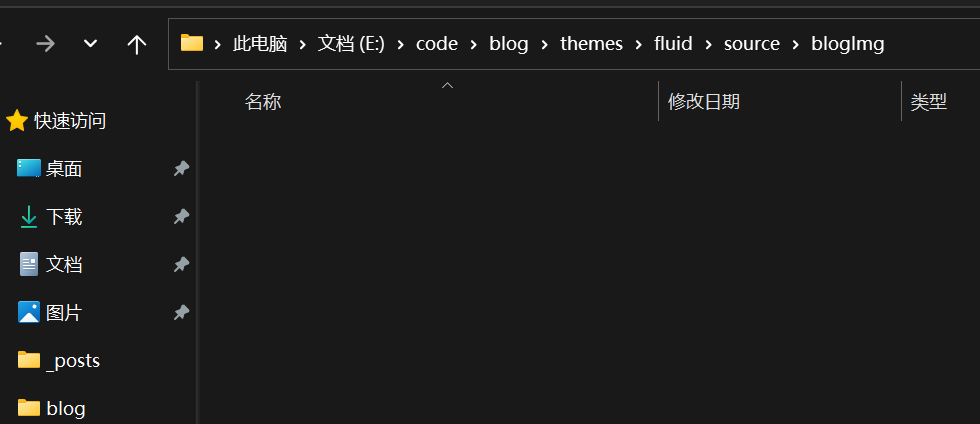 此电脑 文档 (E:) code blog themes fluid source blogImg
名称 修改日期 类型
快速访问
桌面
下载
文档
图片
_posts
blog